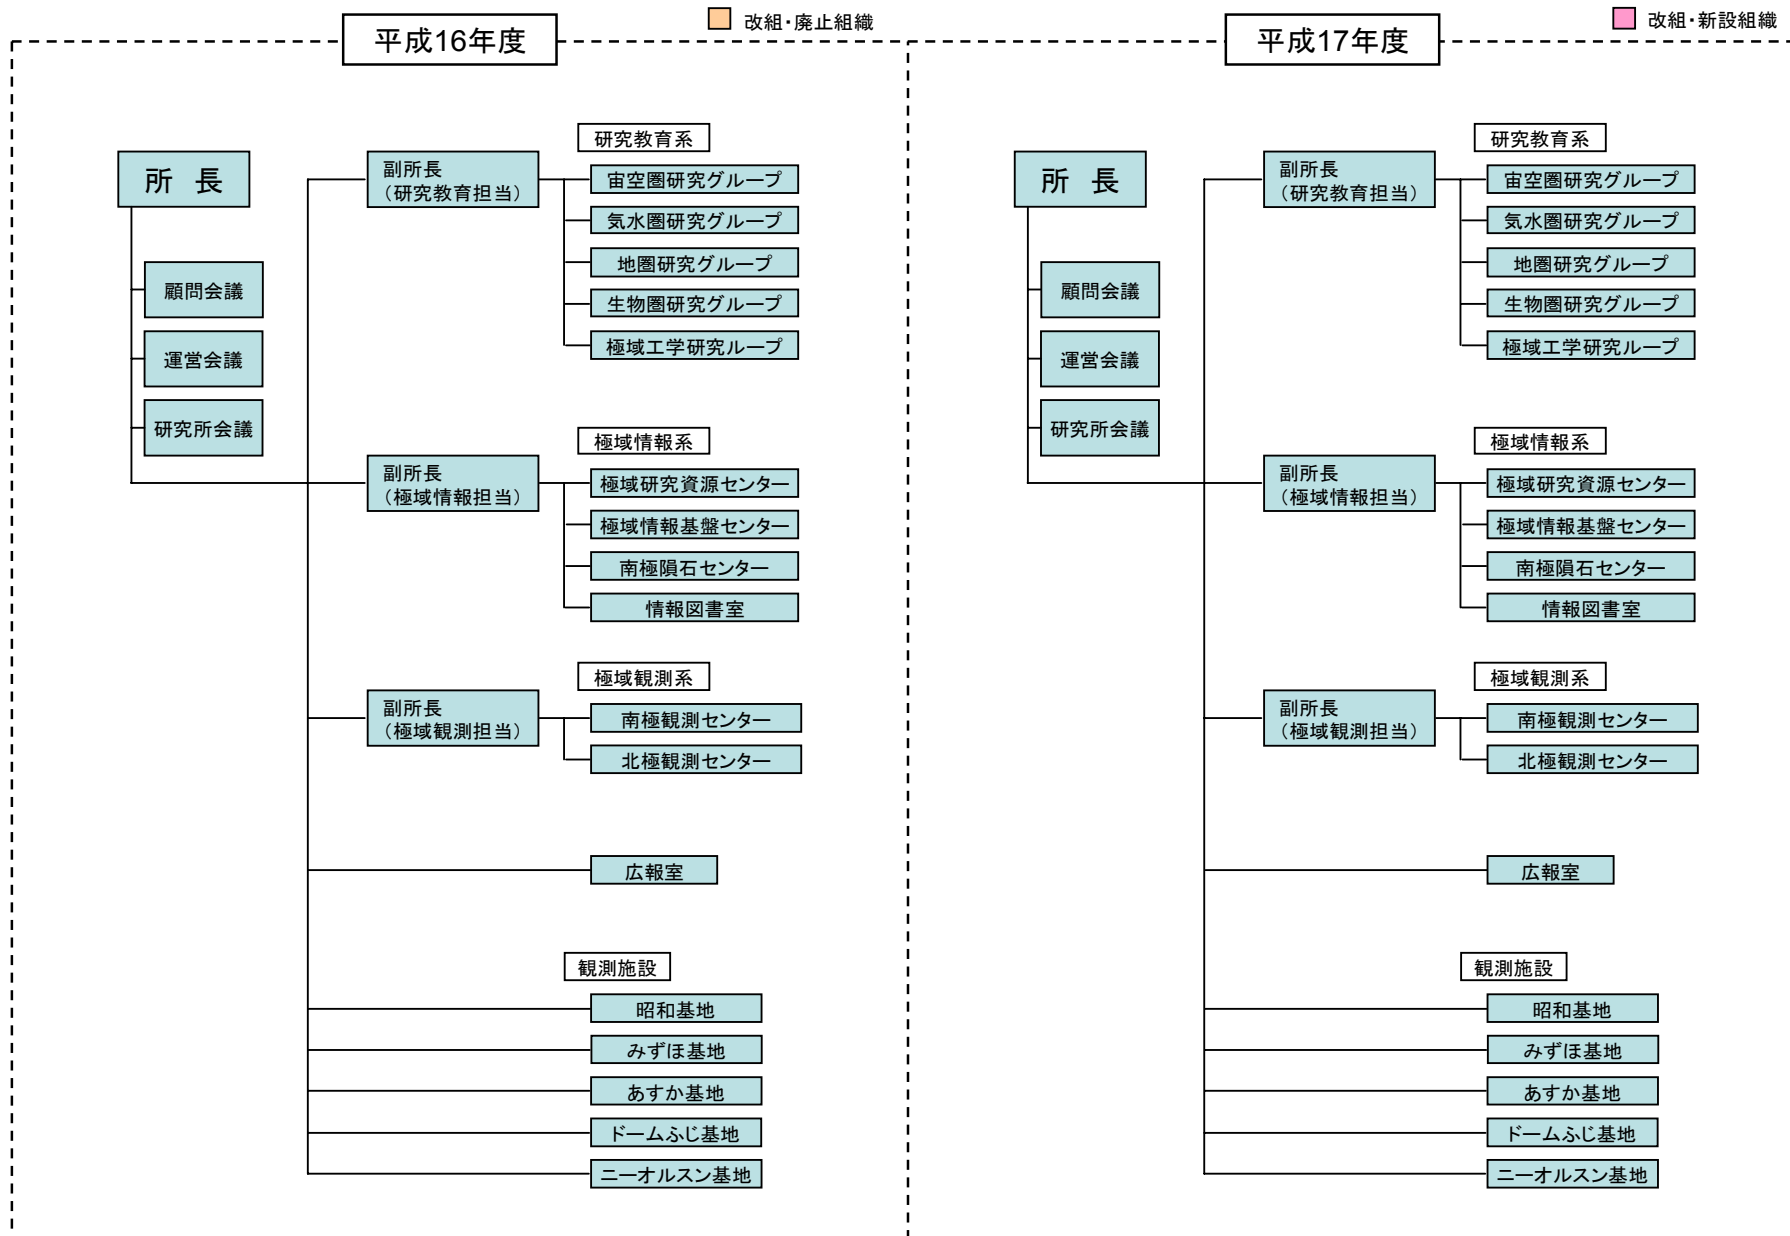 平成16年度
改組・廃止組織
研究教育系
所 長
副所長
(研究教育担当)
宙空圏研究グループ
気水圏研究グループ
地圏研究グループ
生物圏研究グループ
極域工学研究ループ
顧問会議
運営会議
研究所会議
極域情報系
副所長
(極域情報担当)
極域研究資源センター
極域情報基盤センター
南極隕石センター
情報図書室
極域観測系
副所長
(極域観測担当)
南極観測センター
北極観測センター
広報室
観測施設
昭和基地
みずほ基地
あすか基地
ドームふじ基地
ニーオルスン基地
平成17年度
改組・新設組織
研究教育系
所 長
副所長
(研究教育担当)
宙空圏研究グループ
気水圏研究グループ
地圏研究グループ
生物圏研究グループ
極域工学研究ループ
顧問会議
運営会議
研究所会議
極域情報系
副所長
(極域情報担当)
極域研究資源センター
極域情報基盤センター
南極隕石センター
情報図書室
極域観測系
副所長
(極域観測担当)
南極観測センター
北極観測センター
広報室
観測施設
昭和基地
みずほ基地
あすか基地
ドームふじ基地
ニーオルスン基地